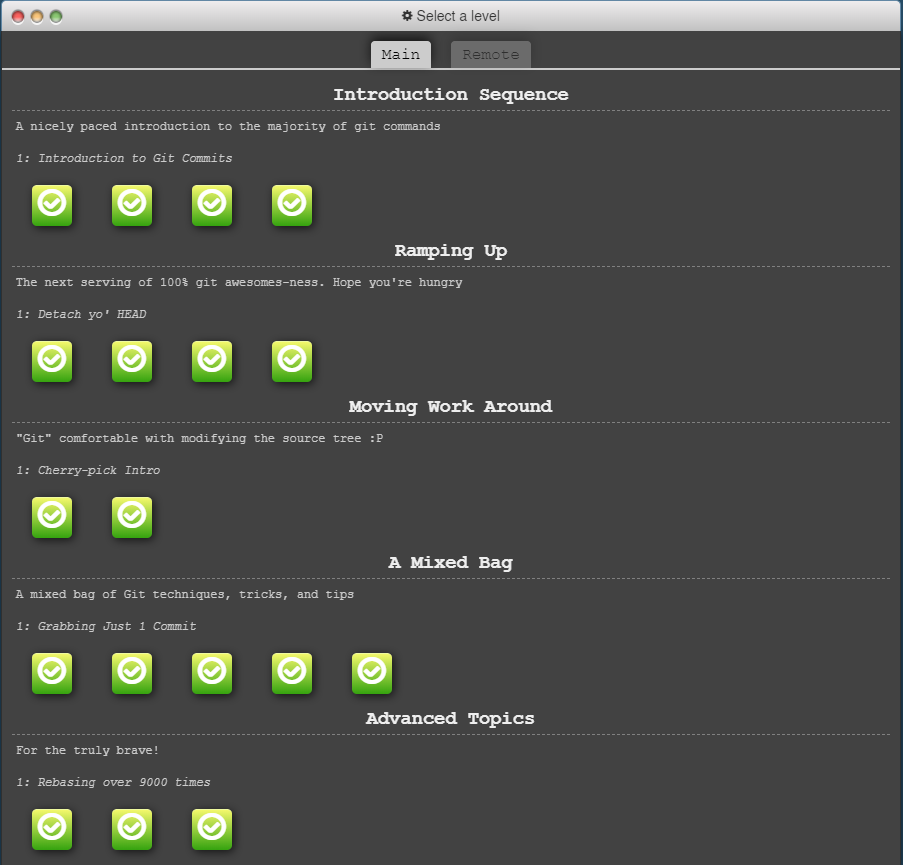 Select a level
Main
Remote
Introduction Sequence
A nicely paced introduction to the majority of git commands
1: Introduction to Git Commits
Ramping Up
The next serving of 100% git awesomes-ness. Hope you're hungry
1: Detach yo' HEAD
Moving Work Around
"Git" comfortable with modifying the source tree :P
1: Cherry-pick Intro
A Mixed Bag
A mixed bag of Git techniques, tricks, and tips
1: Grabbing Just 1 Commit
Advanced Topics
For the truly brave!
1: Rebasing over 9000 times